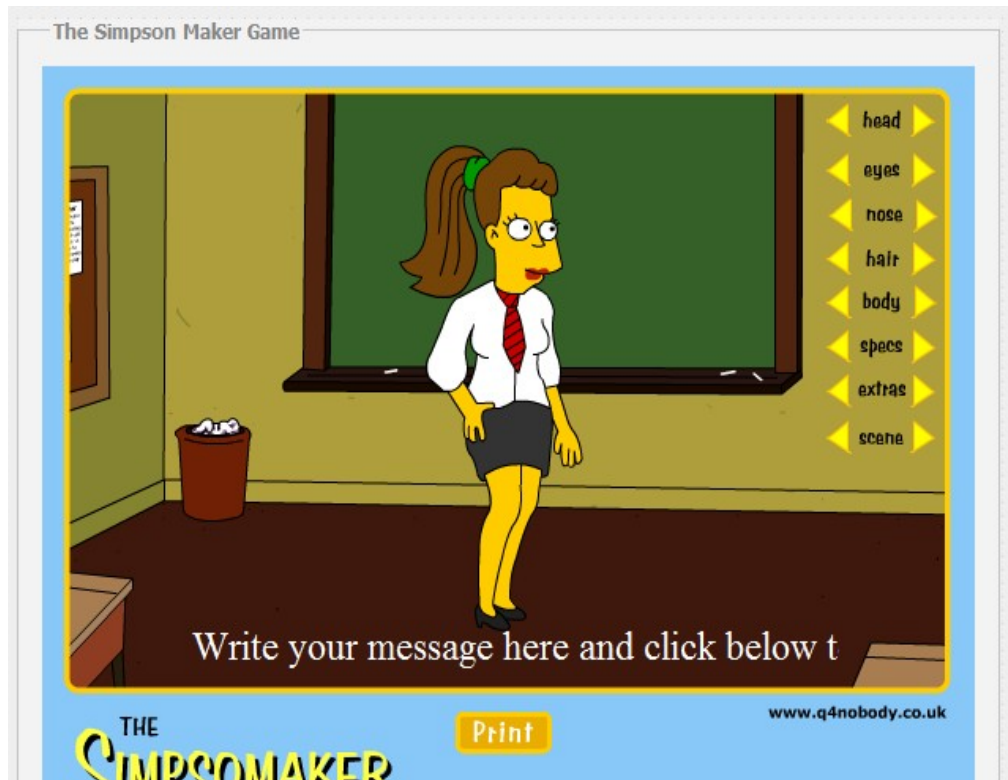 The Simpson Maker Game
head
eyes
nose
hair
body
specs
extras
scene
Write your message here and click below t
www.q4nobody.co.uk
Print
THE
SIMPSOMAKER